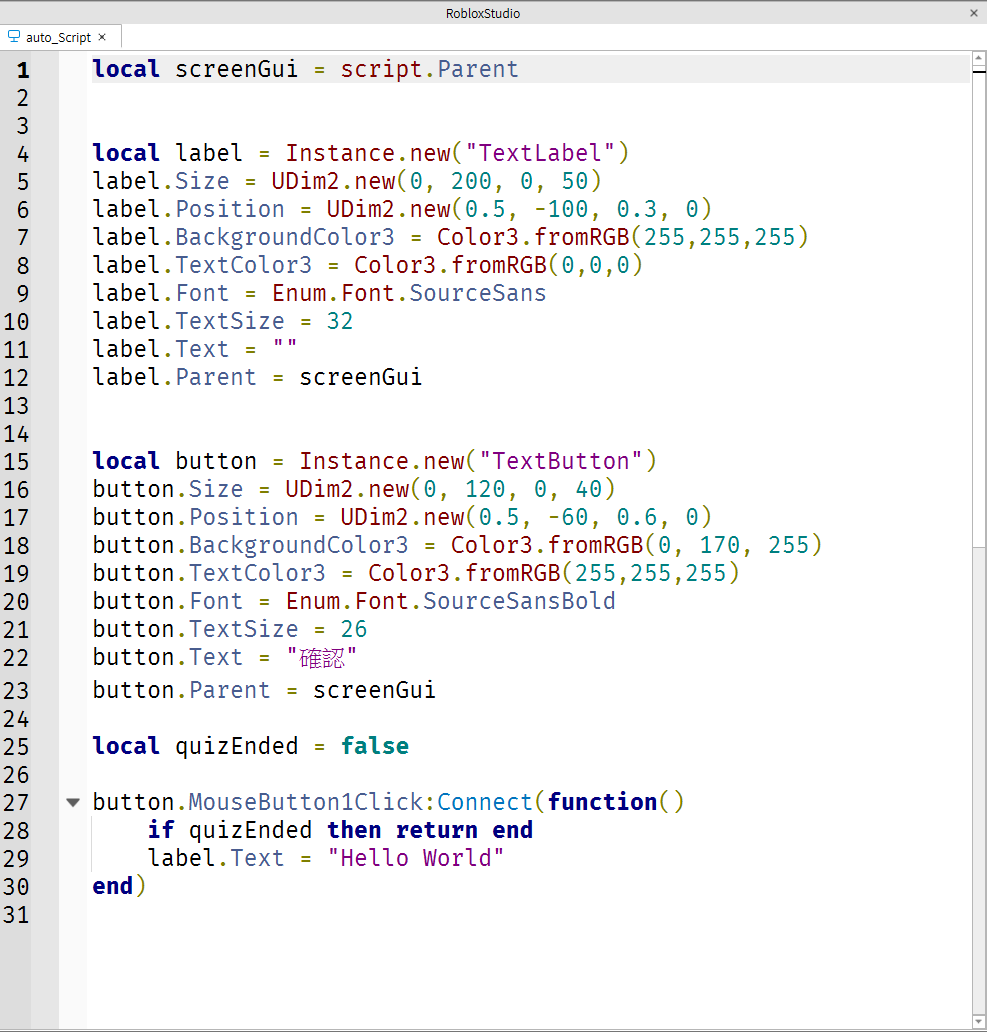 RobloxStudio
auto_Script
1 local screenGui = script.Parent
2
3
4 local label = Instance.new("TextLabel")
5 label.Size = UDim2.new(0, 200, 0, 50)
6 label.Position = UDim2.new(0.5, -100, 0.3, 0)
7 label.BackgroundColor3 = Color3.fromRGB(255,255,255)
8 label.TextColor3 = Color3.fromRGB(0,0,0)
9 label.Font = Enum.Font.SourceSans
10 label.TextSize = 32
11 label.Text = ""
12 label.Parent = screenGui
13
14
15 local button = Instance.new("TextButton")
16 button.Size = UDim2.new(0, 120, 0, 40)
17 button.Position = UDim2.new(0.5, -60, 0.6, 0)
18 button.BackgroundColor3 = Color3.fromRGB(0, 170, 255)
19 button.TextColor3 = Color3.fromRGB(255,255,255)
20 button.Font = Enum.Font.SourceSansBold
21 button.TextSize = 26
22 button.Text = "確認"
23 button.Parent = screenGui
24
25 local quizEnded = false
26
27 button.MouseButton1Click:Connect(function()
28     if quizEnded then return end
29     label.Text = "Hello World"
30 end)
31